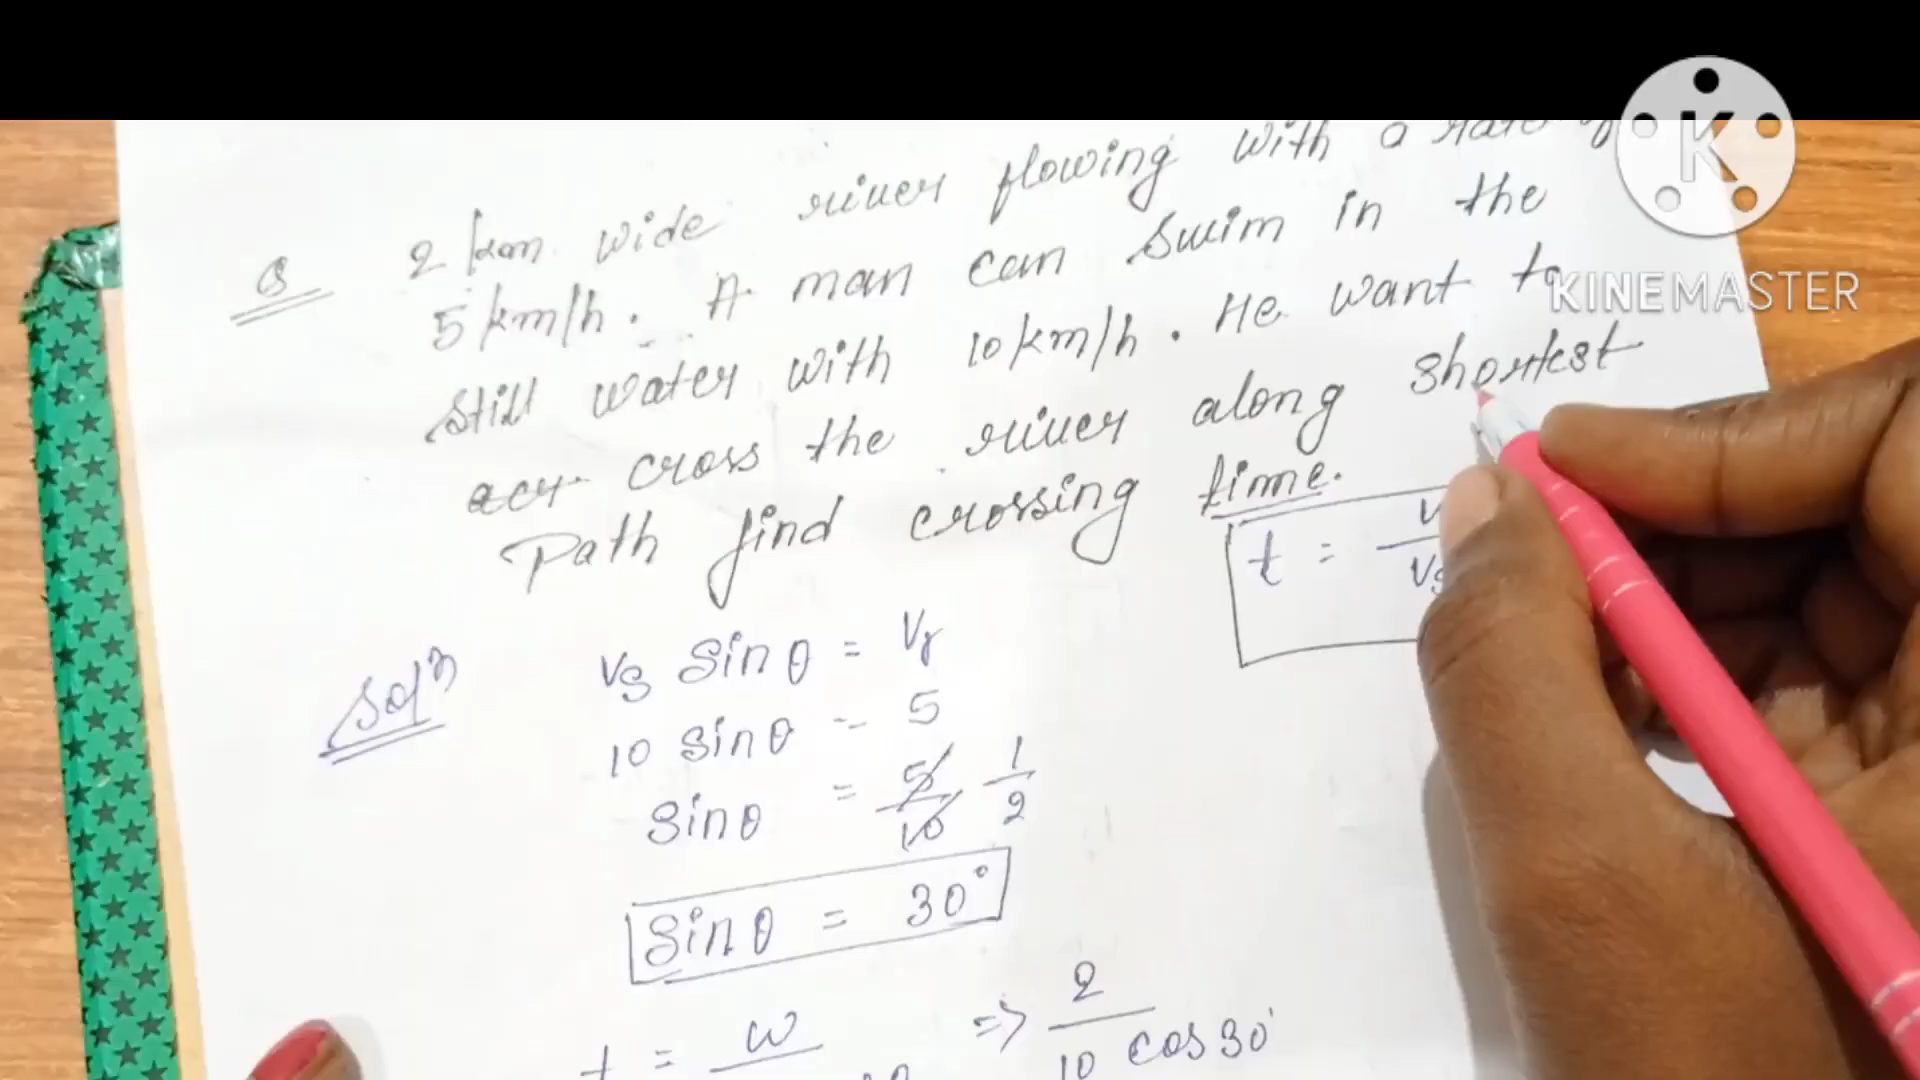 Q 2 km wide river flowing with a rate of
5 km/h. A man can swim in the
still water with 10 km/h. He want to
cross the river along shortest
Path find crossing time.
t =
Solⁿ
Vs Sin θ = Vr
10 Sin θ = 5
Sin θ = 5/10 1/2
Sin θ = 30°
t = w => 2/10 cos 30°
K
KINEMASTER